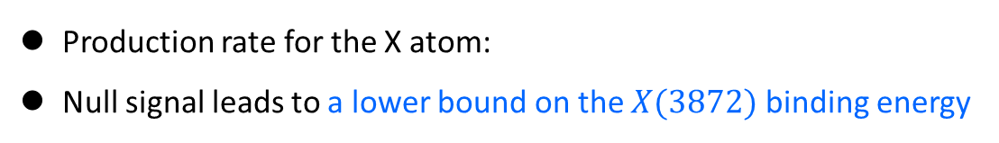 ● Production rate for the X atom:
● Null signal leads to a lower bound on the X(3872) binding energy